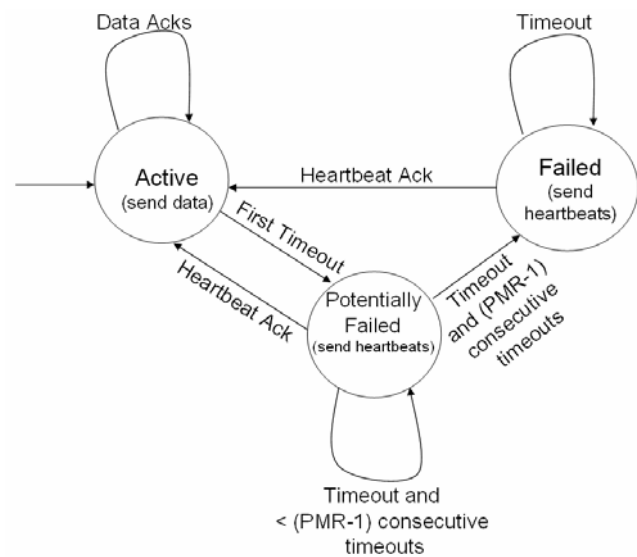 Data Acks
Timeout
Active
(send data)
Heartbeat Ack
Failed
(send
heartbeats)
First Timeout
Heartbeat Ack
Potentially
Failed
(send heartbeats)
Timeout
and (PMR-1)
consecutive
timeouts
Timeout and
< (PMR-1) consecutive
timeouts